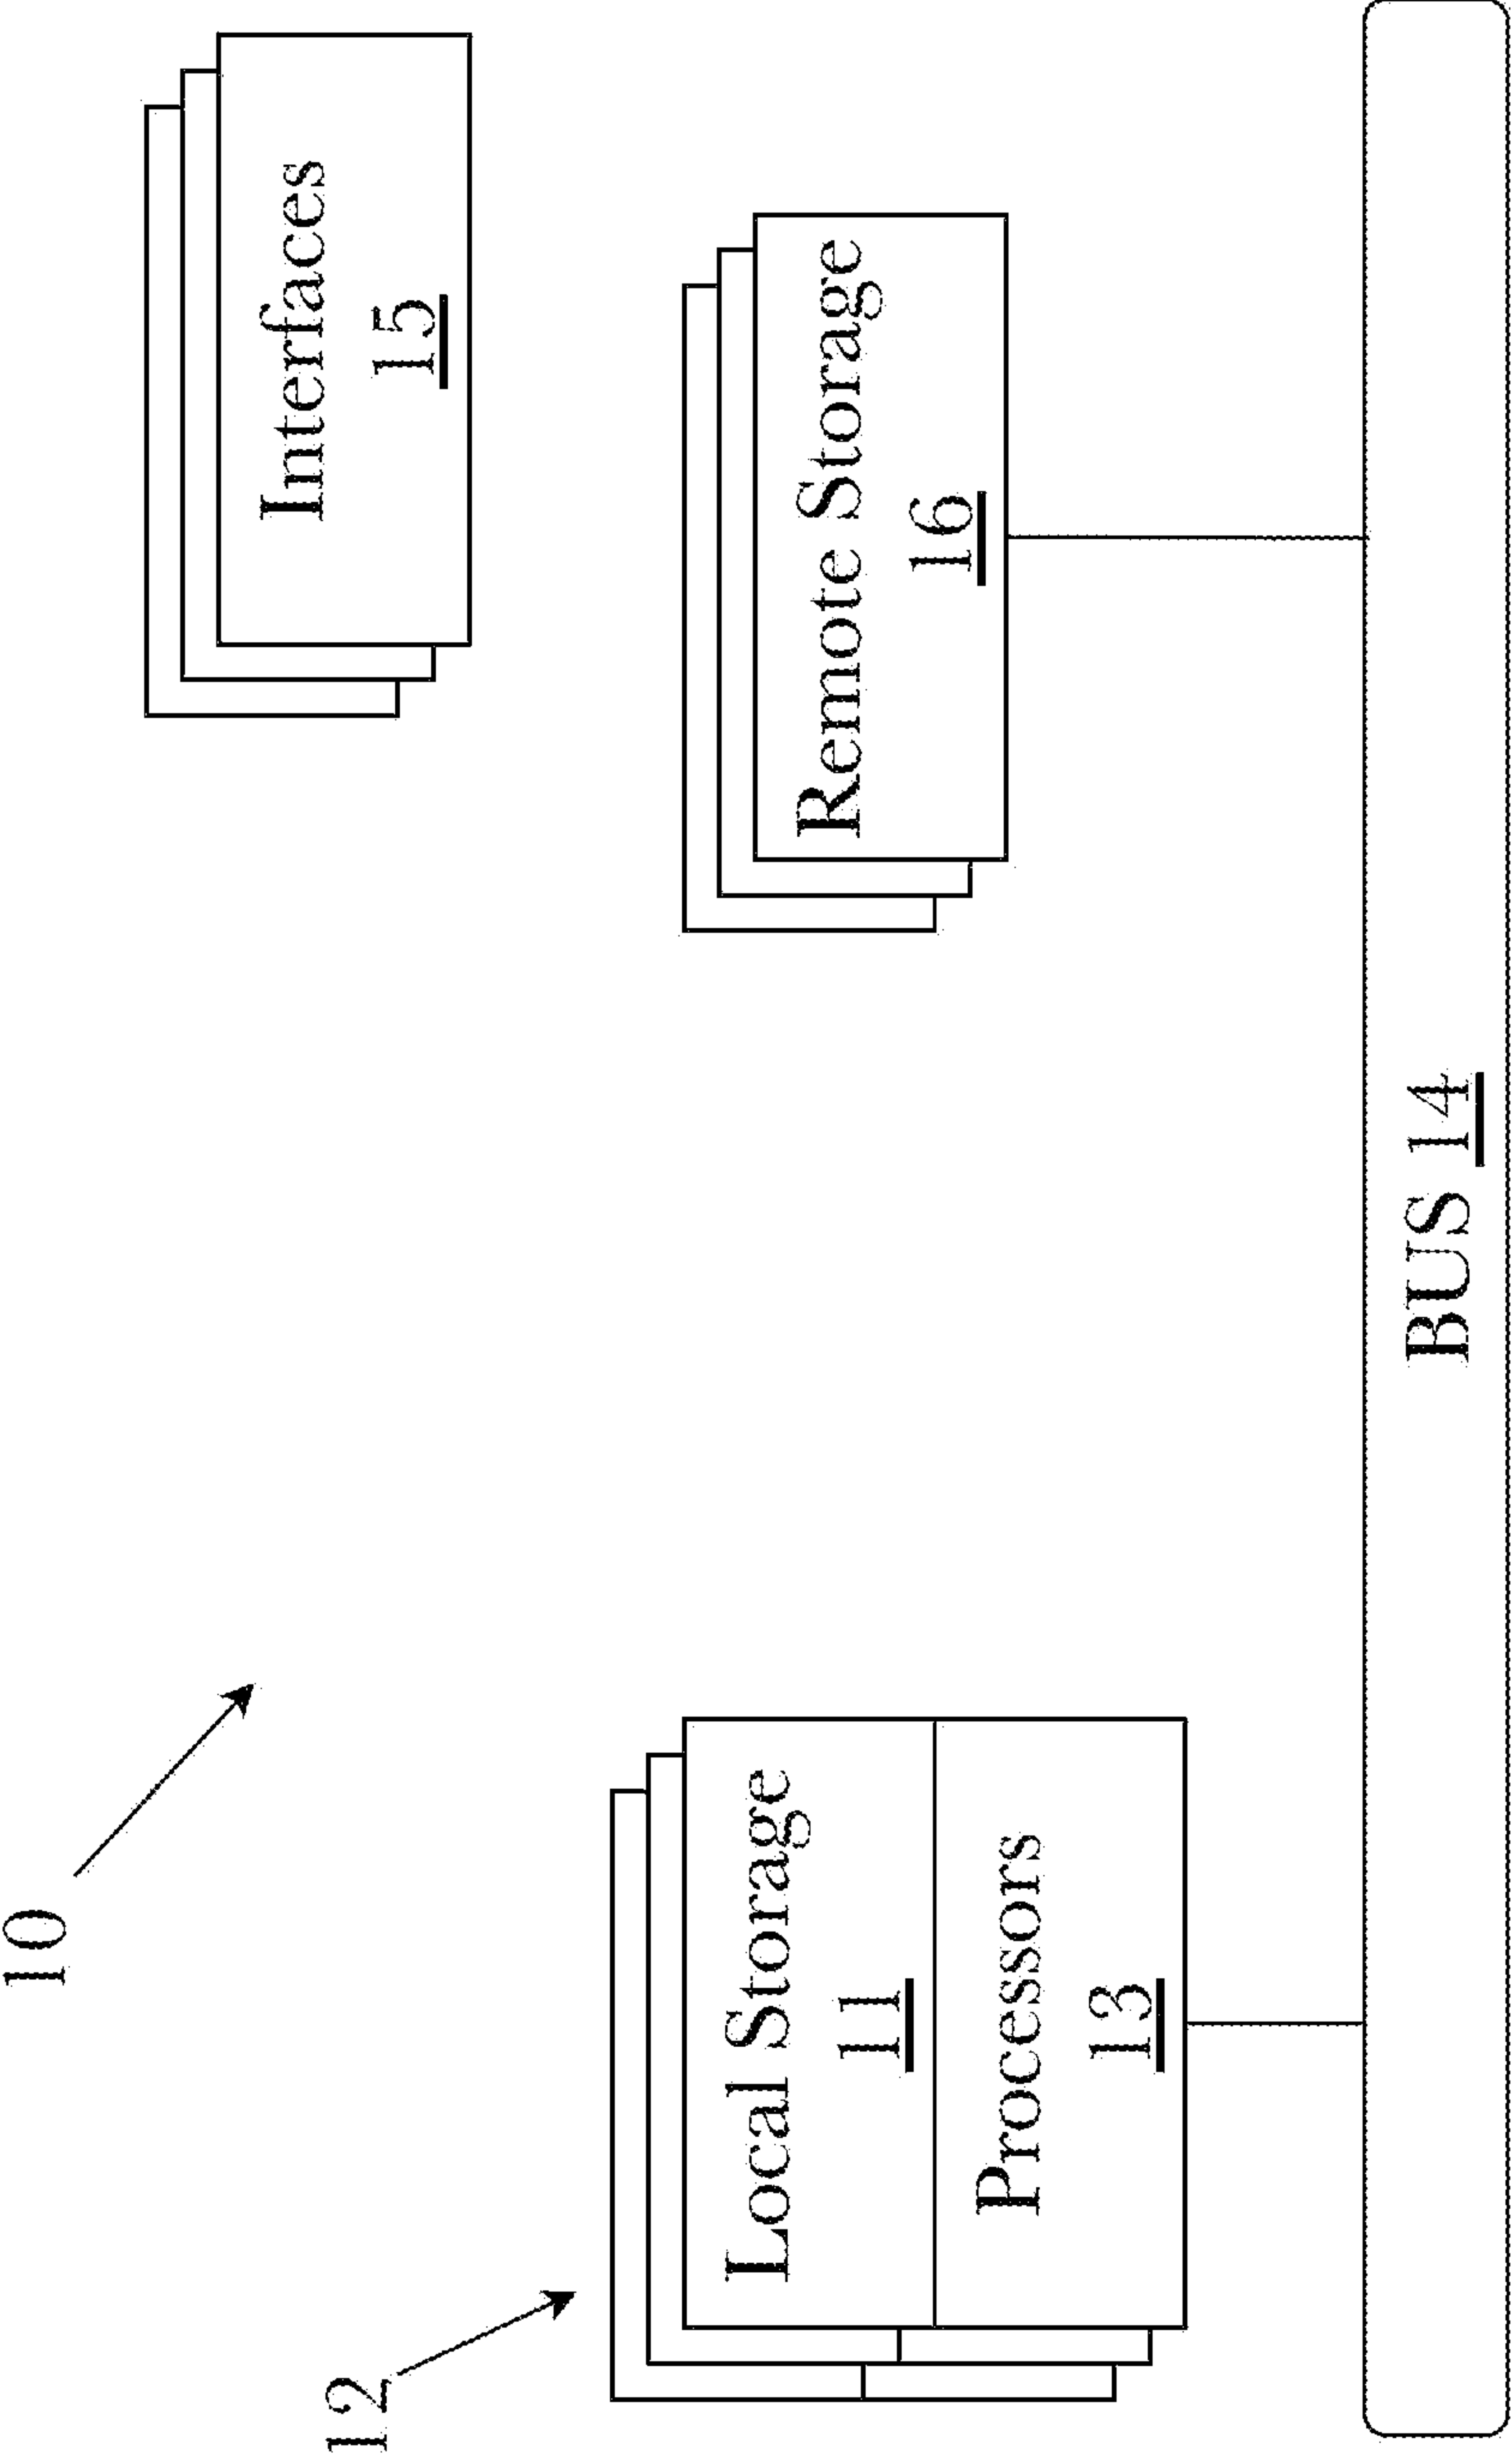 10
12
Local Storage
11
Processors
13
Interfaces
15
Remote Storage
16
BUS 14